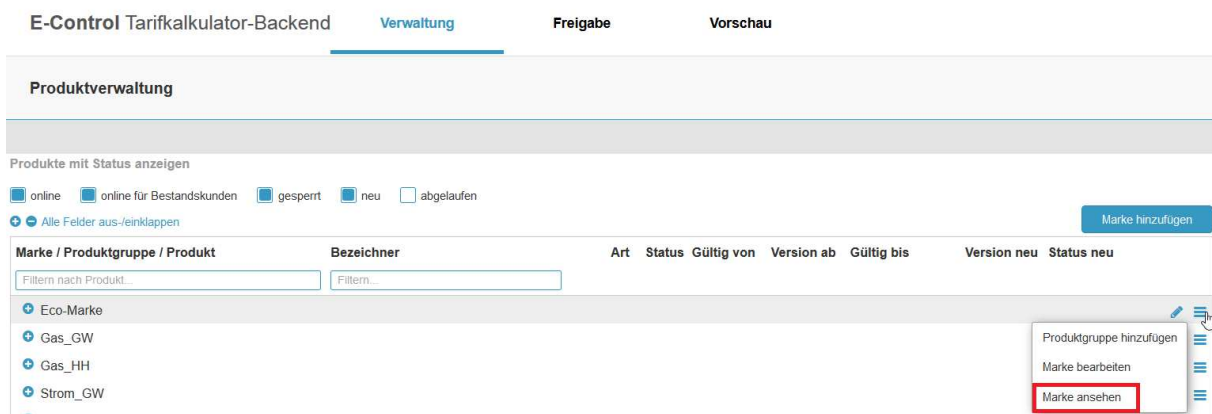 E-Control Tarifkalkulator-Backend Verwaltung Freigabe Vorschau
Produktverwaltung
Produkte mit Status anzeigen
online online für Bestandskunden gesperrt neu abgelaufen
Alle Felder aus-/einklappen
Marke hinzufügen
Marke / Produktgruppe / Produkt Bezeichner Art Status Gültig von Version ab Gültig bis Version neu Status neu
Filtern nach Produkt... Filtern...
Eco-Marke
Gas_GW
Produktgruppe hinzufügen
Gas_HH
Marke bearbeiten
Strom_GW
Marke ansehen